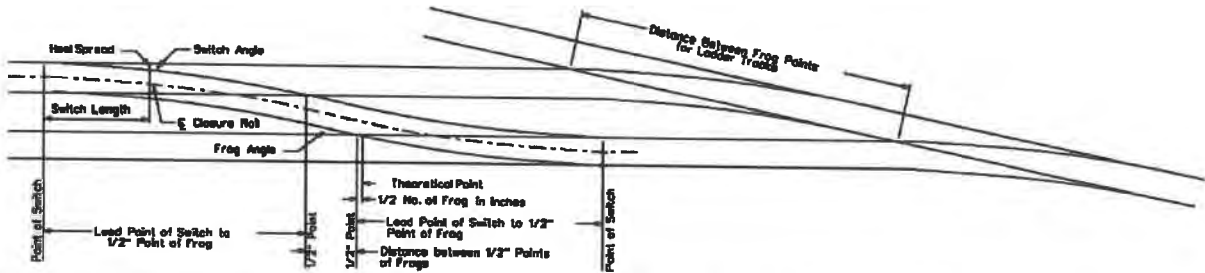 Distance Between Frog Points
for Ladder Tracks
Heel Spread
Switch Angle
Switch Length
℄ Closure Rail
Frog Angle
Theoretical Point
1/2 No. of Frog in Inches
Point of Switch
Lead Point of Switch to
1/2" Point of Frog
1/2" Point
1/2" Point
Lead Point of Switch to 1/2"
Point of Frog
Distance between 1/2" Points
of Frogs
Point of Switch